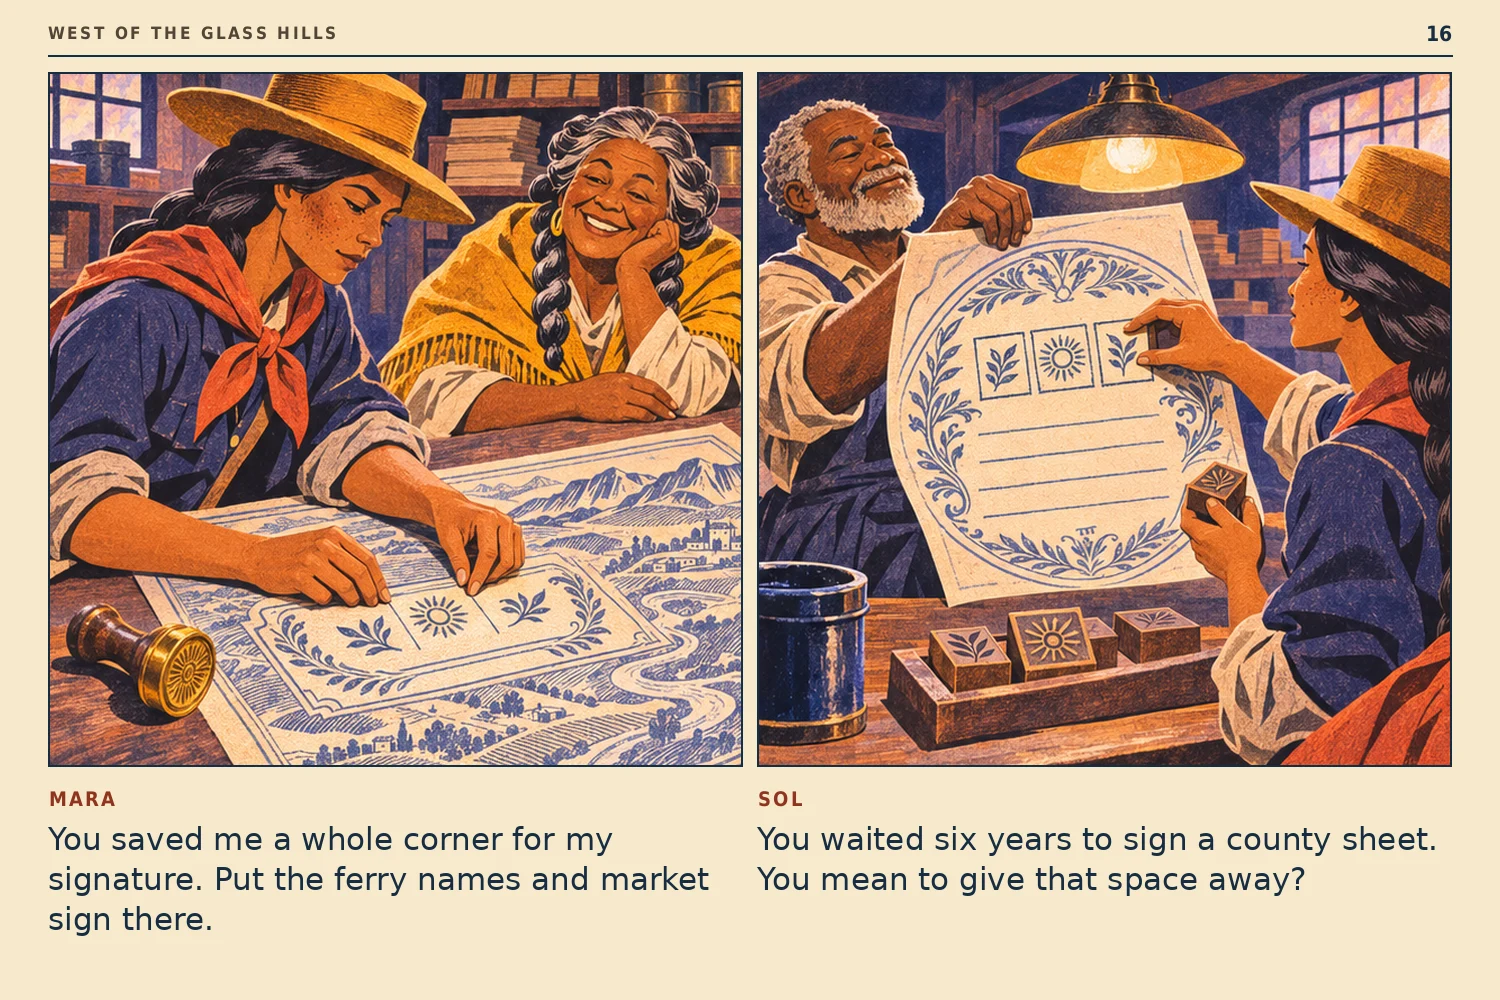 WEST OF THE GLASS HILLS
16
MARA
You saved me a whole corner for my
signature. Put the ferry names and market
sign there.
SOL
You waited six years to sign a county sheet.
You mean to give that space away?